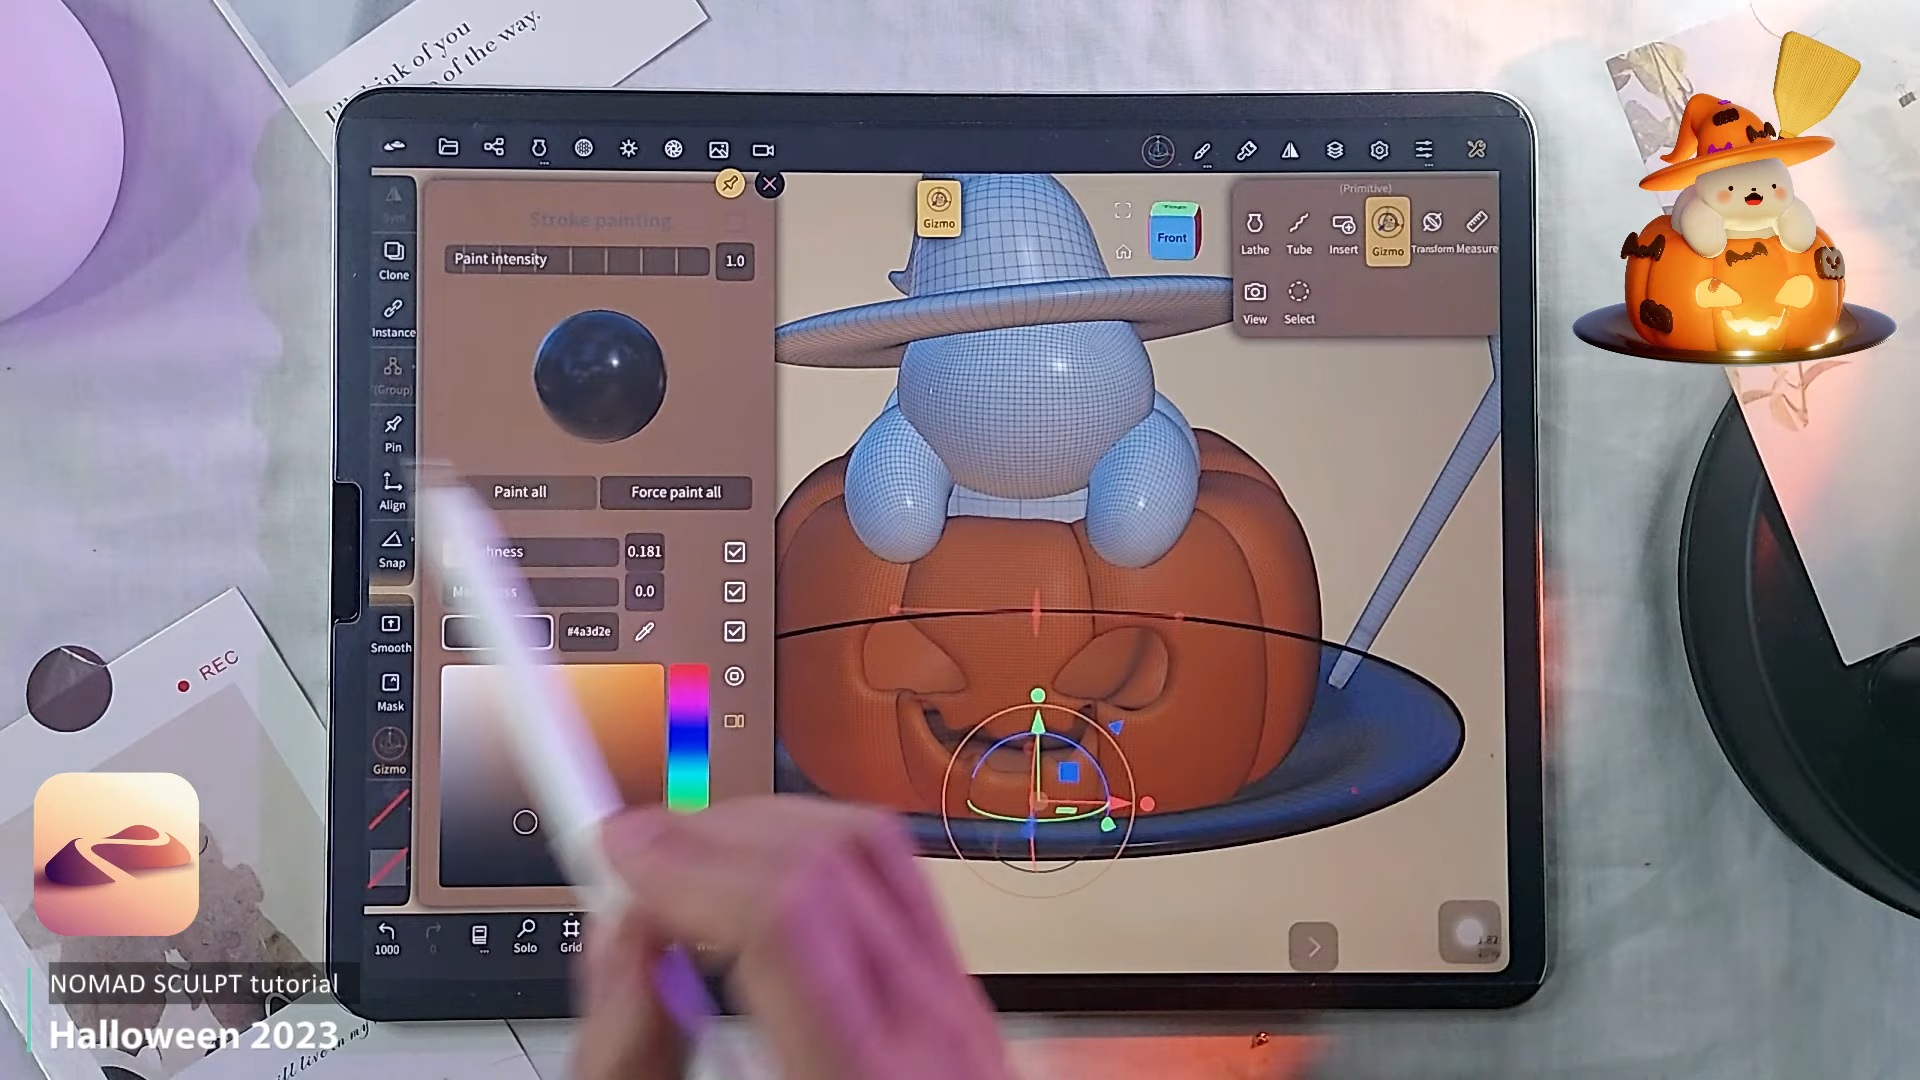 I'll think of you
of the way.
Stroke painting
Paint intensity
1.0
Gizmo
Front
(Primitive)
Lathe
Tube
Insert
Gizmo
Transform
Measure
View
Select
Sym
Clone
Instance
(Group)
Pin
Align
Snap
Smooth
Mask
Gizmo
Paint all
Force paint all
0.181
0.0
#4a3d2e
1000
0
Solo
Grid
REC
NOMAD SCULPT tutorial
Halloween 2023